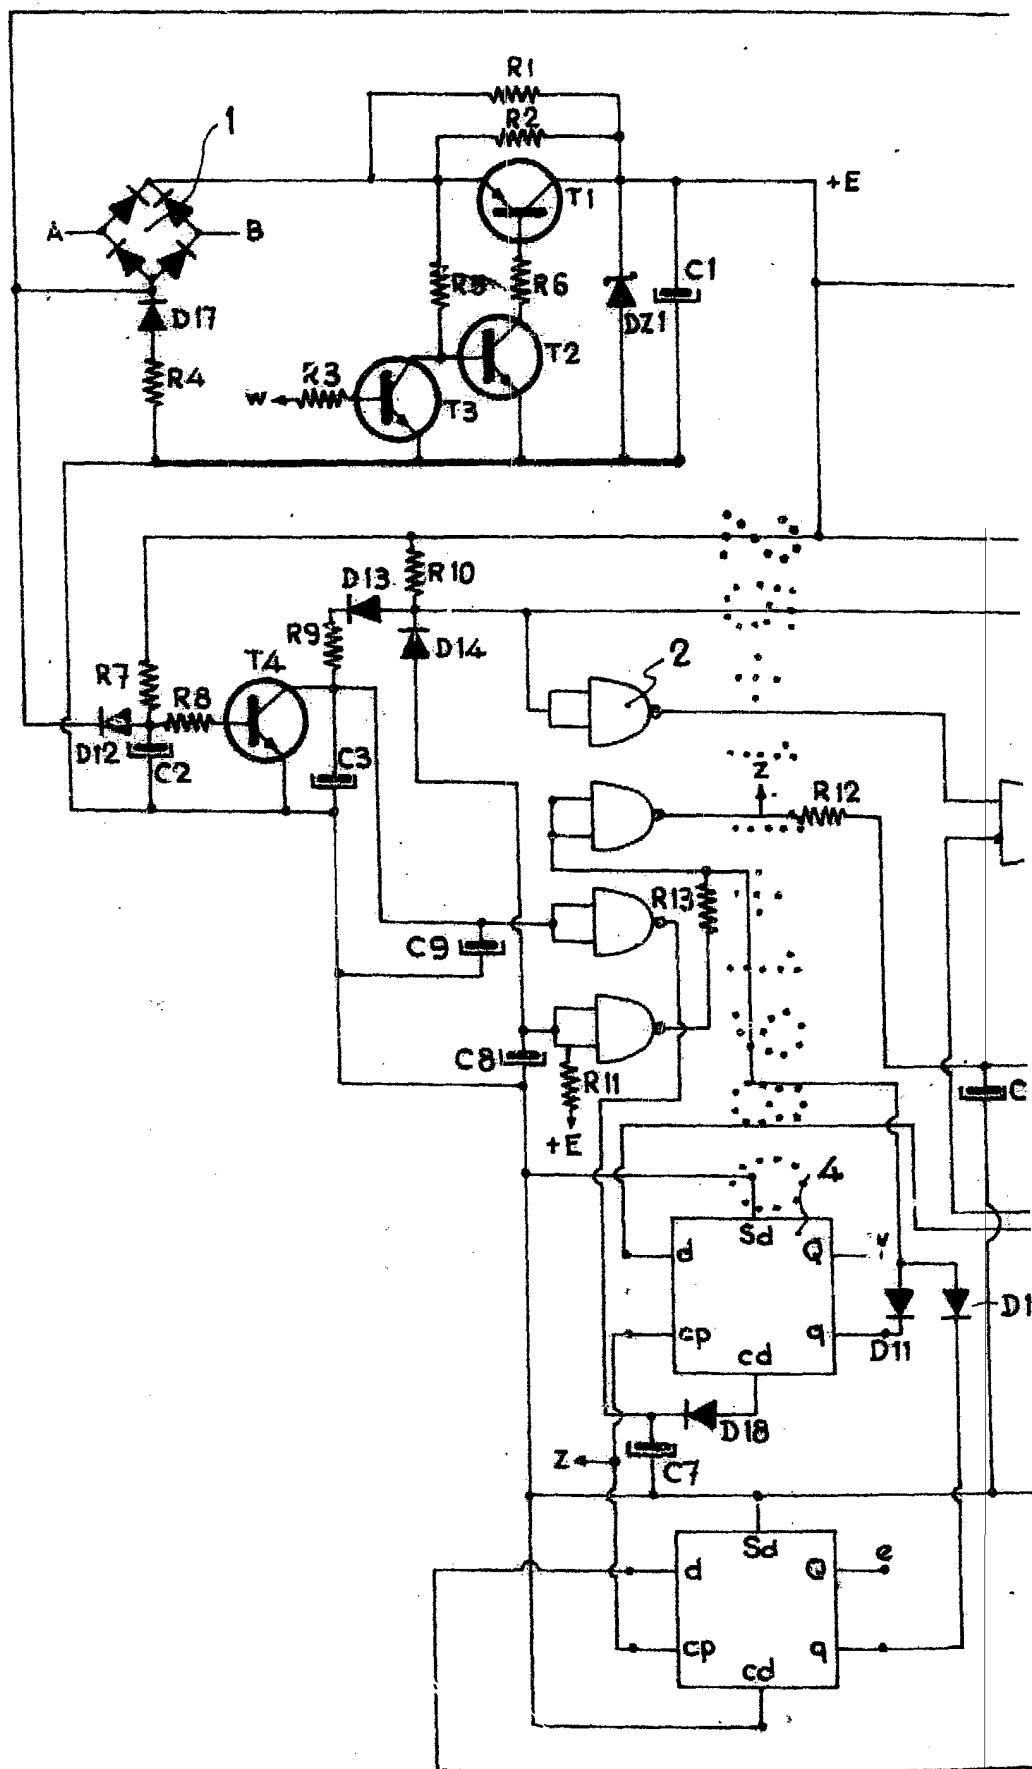 R1
1
R2
T1
+E
A
B
R5
R6
C1
D17
DZ1
T2
R4
R3
W
T3
D13
R10
R9
D14
T4
2
R7
R8
D12
C2
C3
Z
R12
R13
C9
C8
R11
+E
C
4
Sd
d
Q
cp
q
cd
D1
D11
D18
Z
C7
Sd
d
Q
e
cp
q
cd